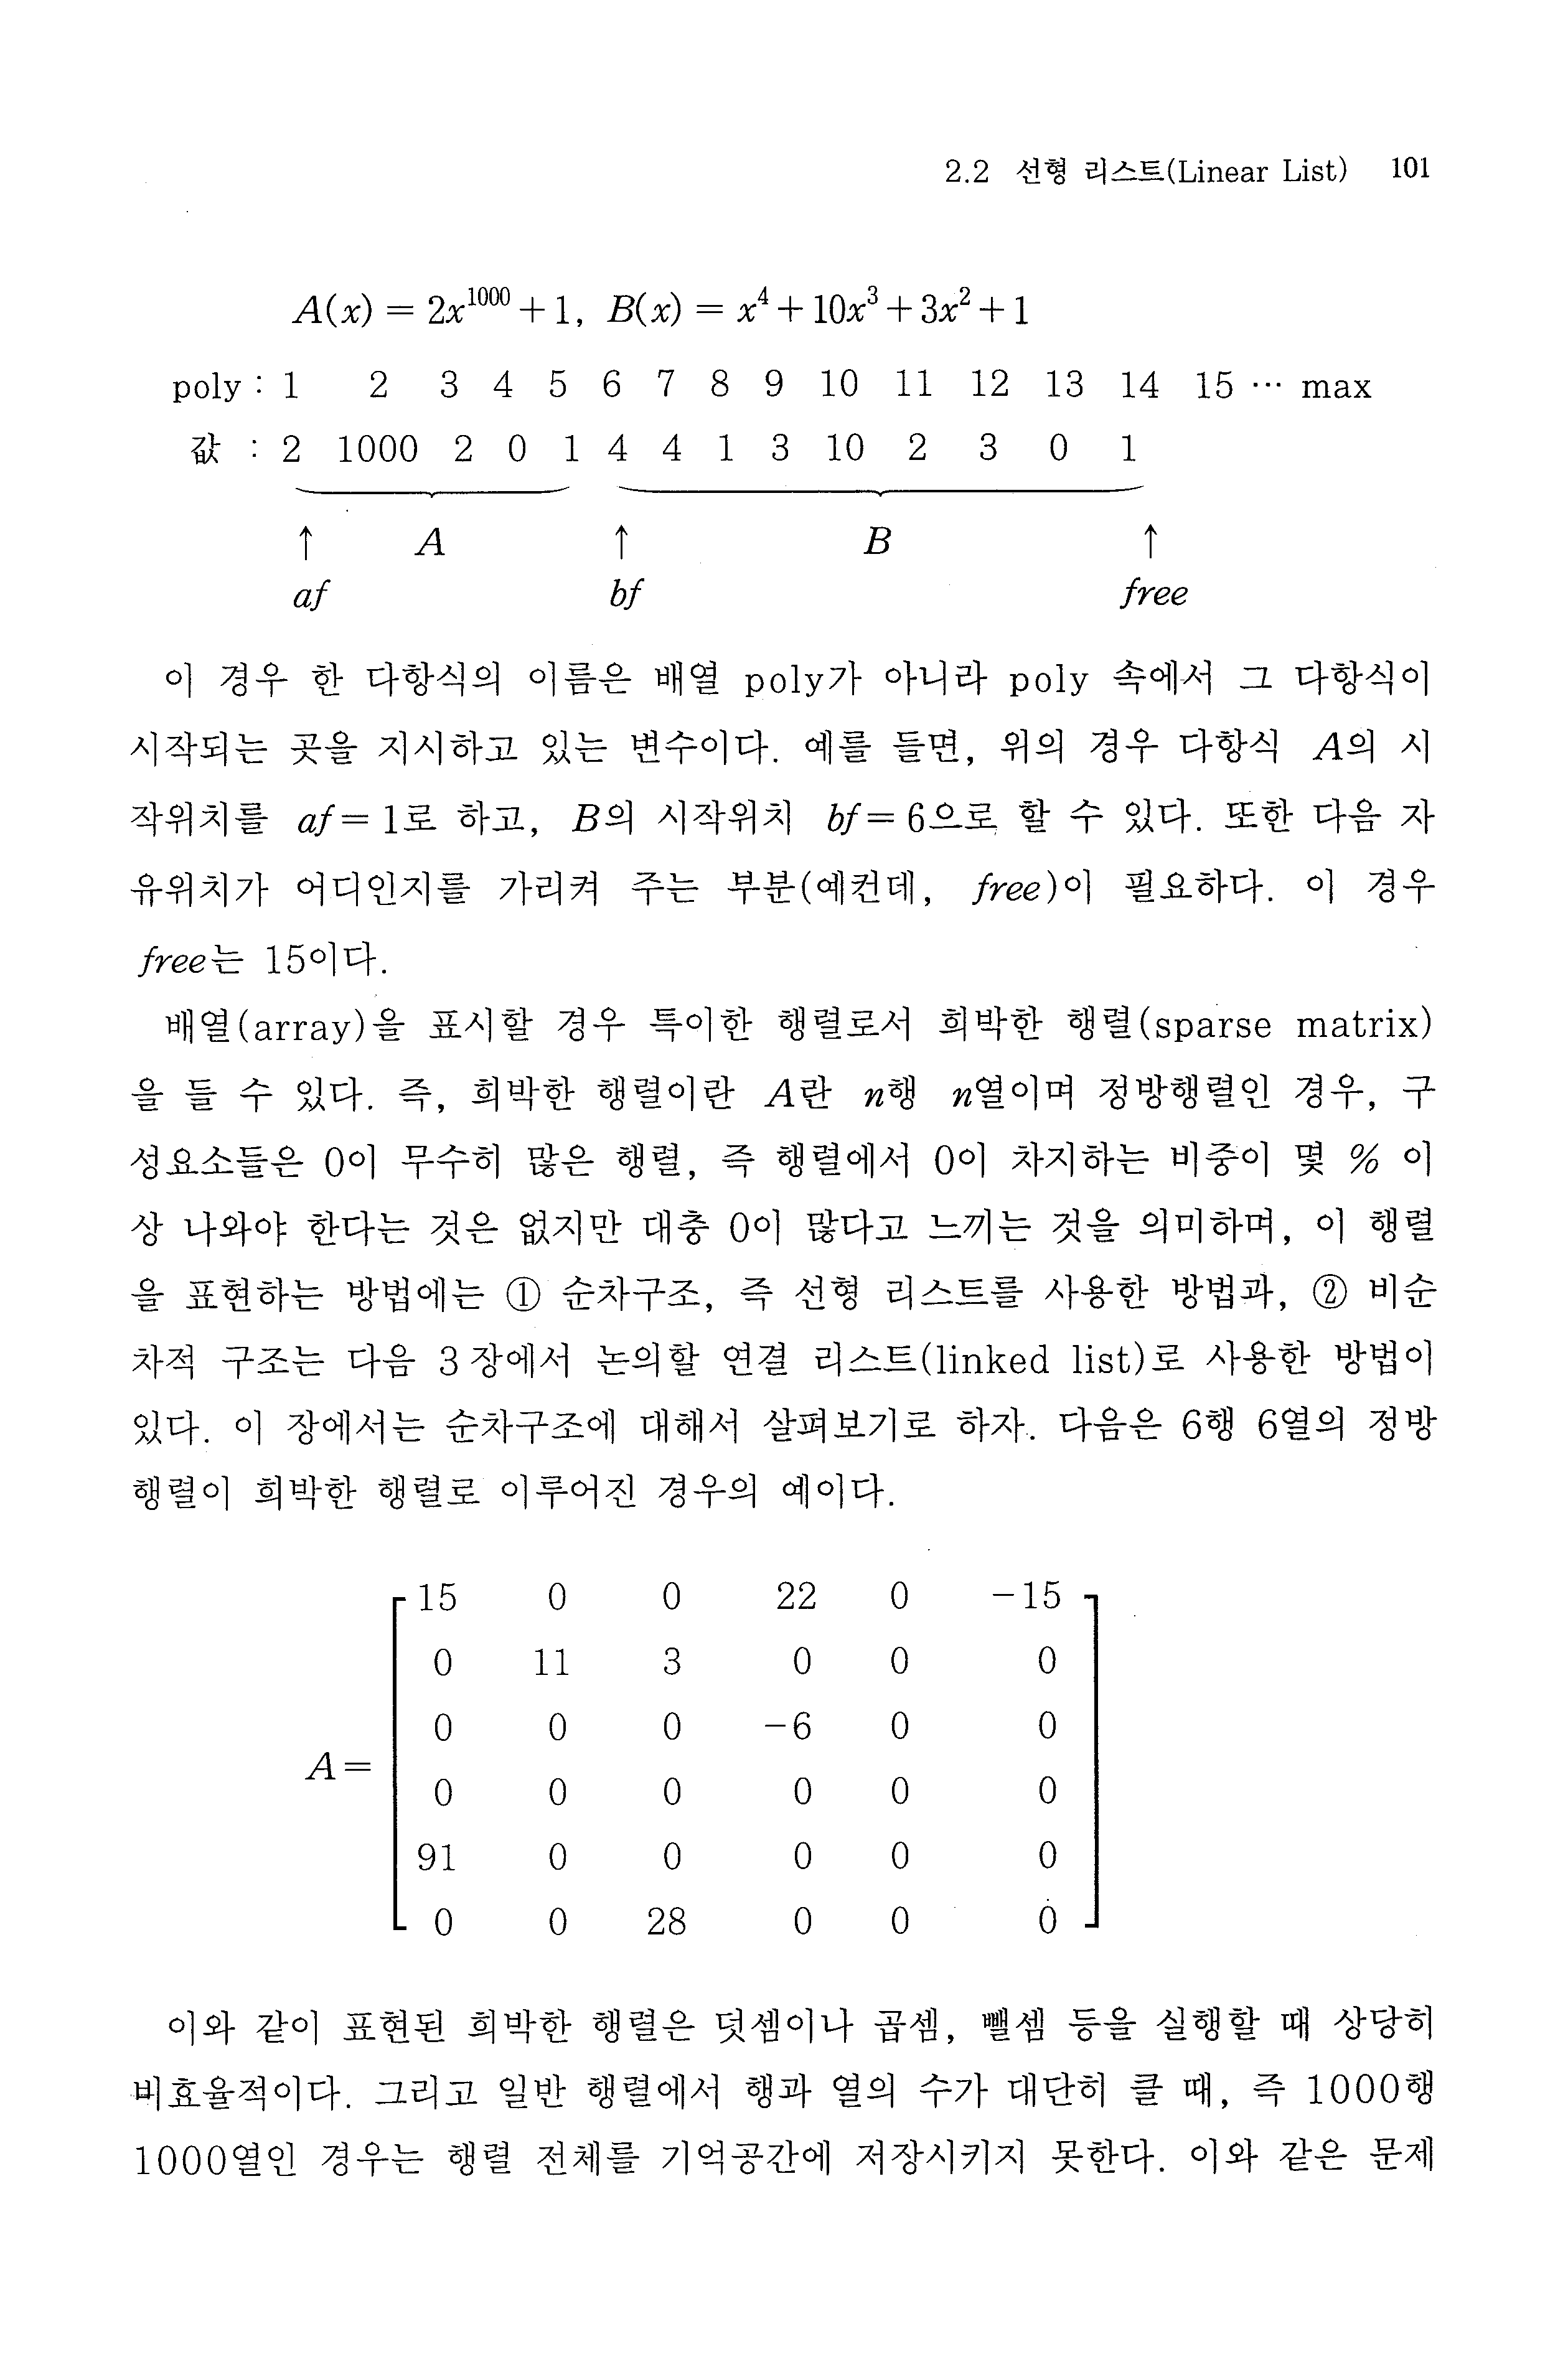 2.2 선형 리스트(Linear List) 101
A(x) = 2x¹⁰⁰⁰ + 1, B(x) = x⁴ + 10x³ + 3x² + 1
poly : 1 2 3 4 5 6 7 8 9 10 11 12 13 14 15 ··· max
값 : 2 1000 2 0 1 4 4 1 3 10 2 3 0 1
↑ A ↑ B ↑
af bf free
이 경우 한 다항식의 이름은 배열 poly가 아니라 poly 속에서 그 다항식이
시작되는 곳을 지시하고 있는 변수이다. 예를 들면, 위의 경우 다항식 A의 시
작위치를 af = 1로 하고, B의 시작위치 bf = 6으로 할 수 있다. 또한 다음 자
유위치가 어디인지를 가리켜 주는 부분(예컨데, free)이 필요하다. 이 경우
free는 15이다.
배열(array)을 표시할 경우 특이한 행렬로서 희박한 행렬(sparse matrix)
을 들 수 있다. 즉, 희박한 행렬이란 A란 n행 n열이며 정방행렬인 경우, 구
성요소들은 0이 무수히 많은 행렬, 즉 행렬에서 0이 차지하는 비중이 몇 % 이
상 나와야 한다는 것은 없지만 대충 0이 많다고 느끼는 것을 의미하며, 이 행렬
을 표현하는 방법에는 ① 순차구조, 즉 선형 리스트를 사용한 방법과, ② 비순
차적 구조는 다음 3장에서 논의할 연결 리스트(linked list)로 사용한 방법이
있다. 이 장에서는 순차구조에 대해서 살펴보기로 하자. 다음은 6행 6열의 정방
행렬이 희박한 행렬로 이루어진 경우의 예이다.
15 0 0 22 0 -15
0 11 3 0 0 0
0 0 0 -6 0 0
A =
0 0 0 0 0 0
91 0 0 0 0 0
0 0 28 0 0 0
이와 같이 표현된 희박한 행렬은 덧셈이나 곱셈, 뺄셈 등을 실행할 때 상당히
비효율적이다. 그리고 일반 행렬에서 행과 열의 수가 대단히 클 때, 즉 1000행
1000열인 경우는 행렬 전체를 기억공간에 저장시키지 못한다. 이와 같은 문제